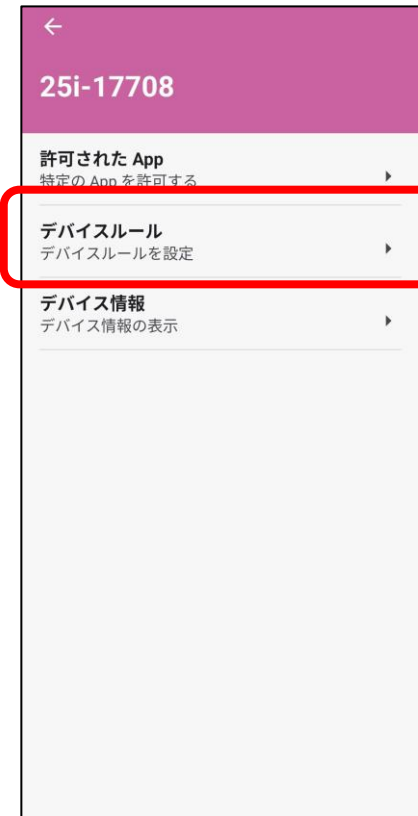 25i-17708
許可された App
特定の App を許可する
デバイスルール
デバイスルールを設定
デバイス情報
デバイス情報の表示